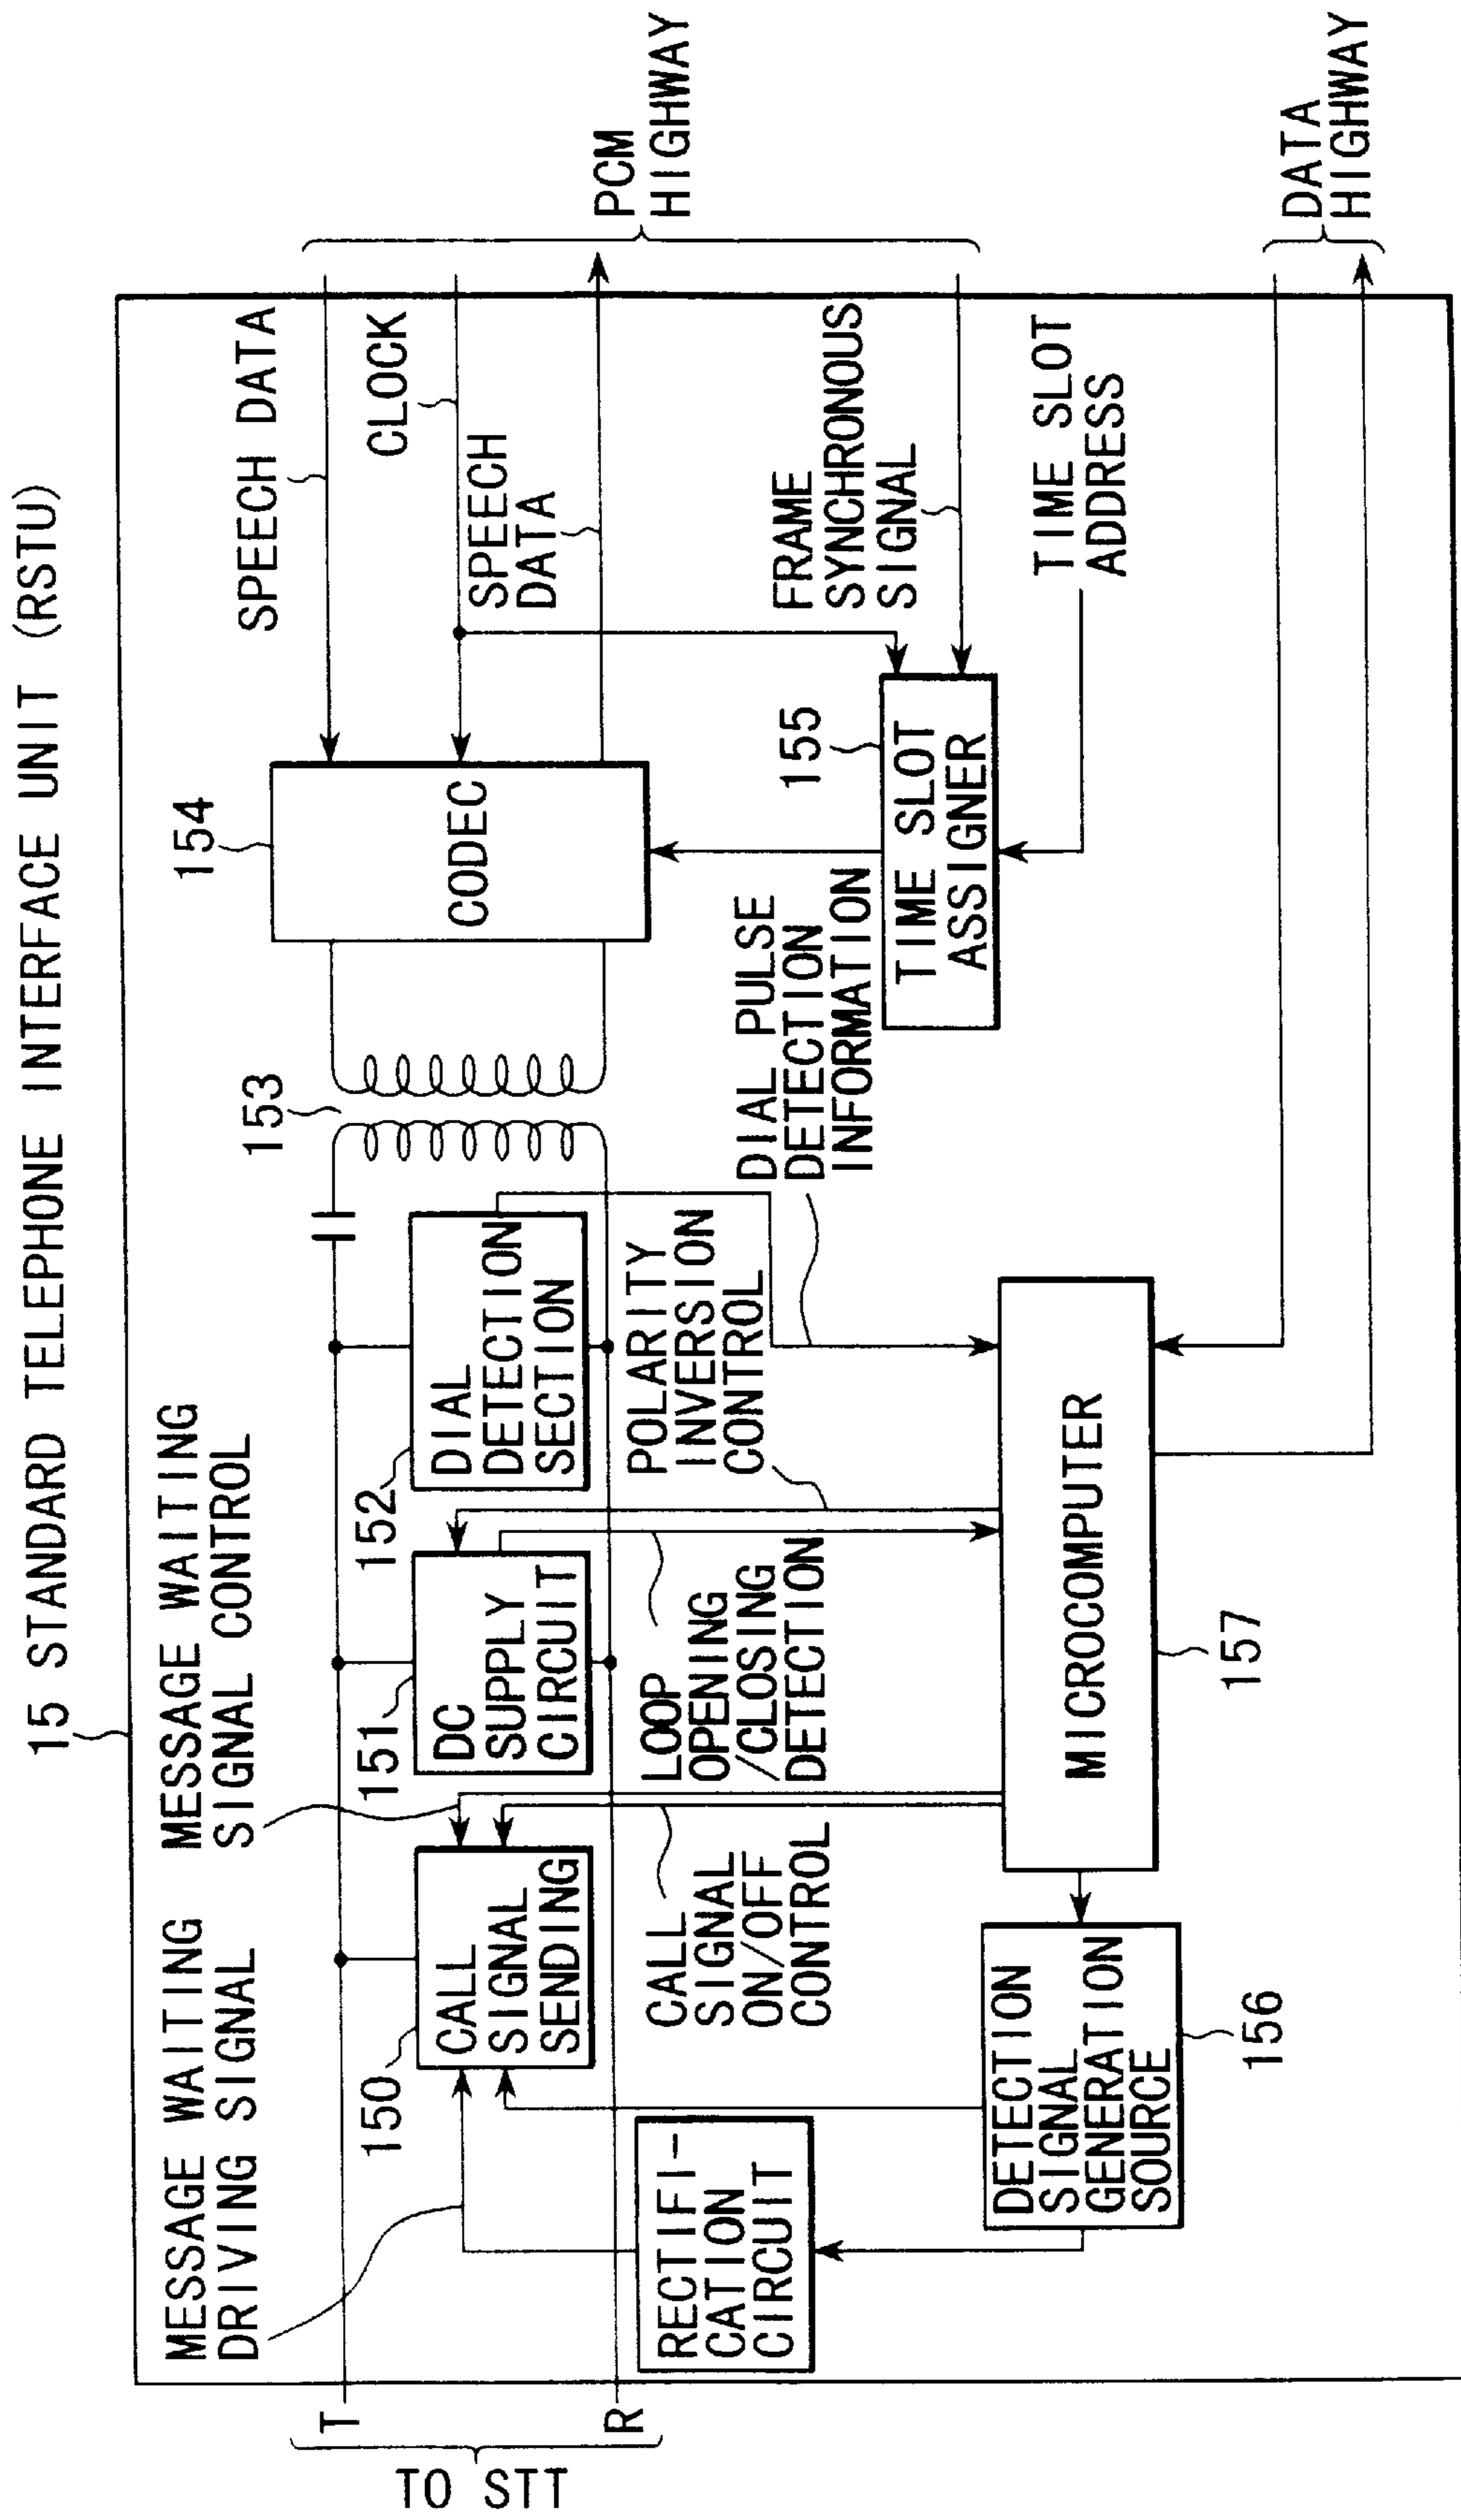 15 STANDARD TELEPHONE INTERFACE UNIT (RSTU)
MESSAGE WAITING
DRIVING SIGNAL
MESSAGE WAITING
SIGNAL CONTROL
153
154
SPEECH DATA
CLOCK
SPEECH
DATA
PCM
HIGHWAY
T
R
TO STT
150
CALL
SIGNAL
SENDING
151
DC
SUPPLY
CIRCUIT
152
DIAL
DETECTION
SECTION
CODEC
RECTIFI-
CATION
CIRCUIT
CALL
SIGNAL
ON/OFF
CONTROL
LOOP
OPENING
/CLOSING
DETECTION
POLARITY
INVERSION
CONTROL
DIAL PULSE
DETECTION
INFORMATION
155
TIME SLOT
ASSIGNER
FRAME
SYNCHRONOUS
SIGNAL
TIME SLOT
ADDRESS
DETECTION
SIGNAL
GENERATION
SOURCE
156
MICROCOMPUTER
157
DATA
HIGHWAY